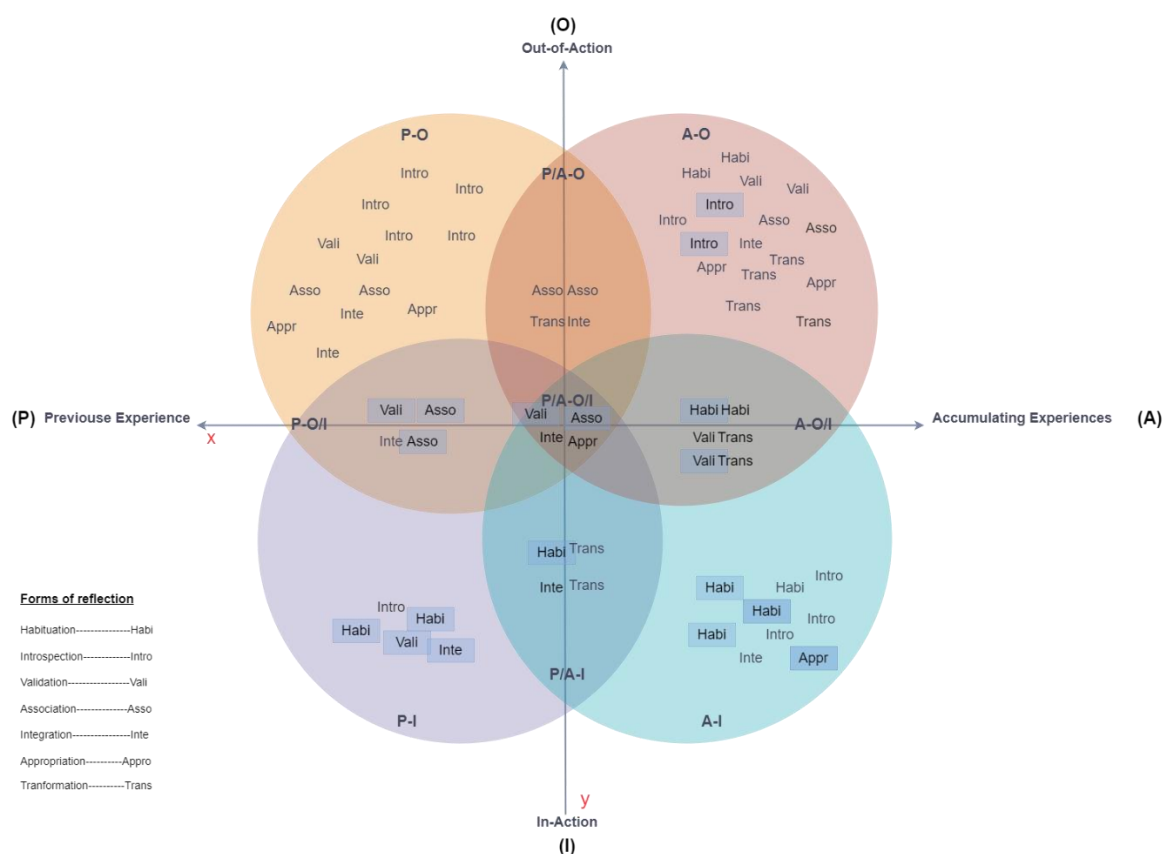 (O)
Out-of-Action
P-O
A-O
Habi
Intro
P/A-O
Habi
Vali
Intro
Vali
Intro
Intro
Intro
Asso
Asso
Vali
Intro
Intro
Intro
Inte
Vali
Appr
Trans
Trans
Asso
Asso
Asso Asso
Appr
Inte
Appr
Trans
Appr
Trans Inte
Trans
Inte
P/A-O/I
Vali Asso
Vali Asso
Habi Habi
(P) Previouse Experience
P-O/I
A-O/I
Accumulating Experiences (A)
x
Inte Asso
Inte Appr
Vali Trans
Vali Trans
Habi Trans
Inte Trans
Habi
Habi
Intro
Intro
Habi
Habi
Habi
Intro
Habi
Vali
Inte
Habi
Intro
Inte
Appr
P/A-I
P-I
A-I
Forms of reflection
Habituation---------------Habi
Introspection-------------Intro
Validation-----------------Vali
Association--------------Asso
Integration----------------Inte
Appropriation----------Appro
Tranformation----------Trans
y
In-Action
(I)